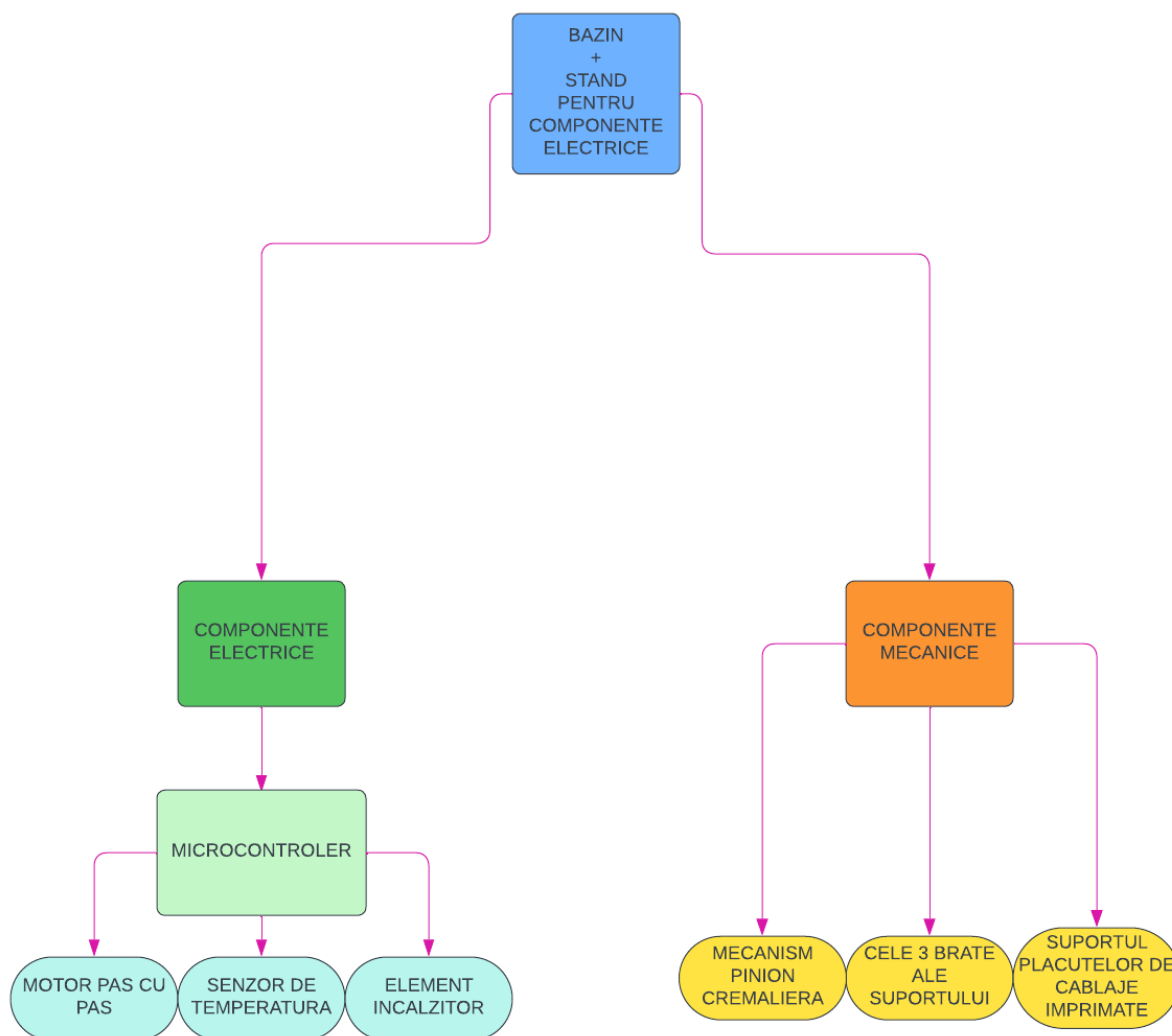 BAZIN
+
STAND
PENTRU
COMPONENTE
ELECTRICE
COMPONENTE
ELECTRICE
COMPONENTE
MECANICE
MICROCONTROLER
MOTOR PAS CU
PAS
SENZOR DE
TEMPERATURA
ELEMENT
INCALZITOR
MECANISM
PINION
CREMALIERA
CELE 3 BRATE
ALE
SUPORTULUI
SUPORTUL
PLACUTELOR DE
CABLAJE
IMPRIMATE